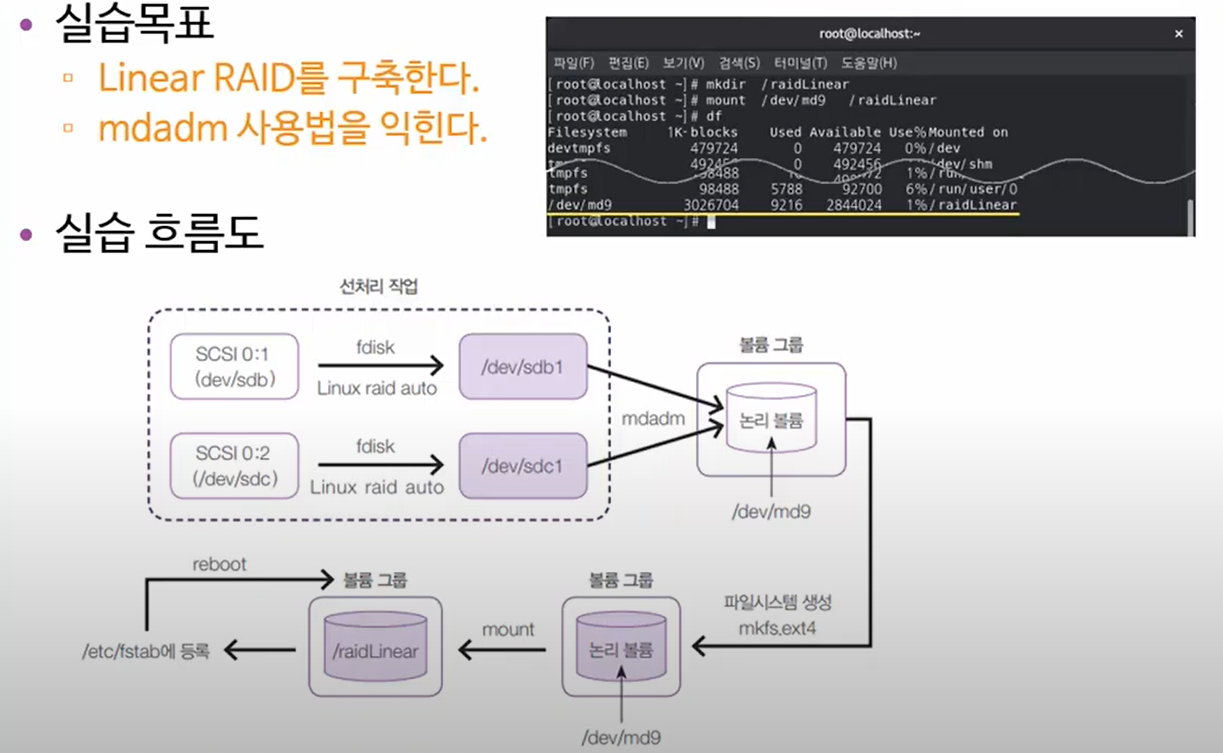 실습목표
Linear RAID를 구축한다.
mdadm 사용법을 익힌다.
root@localhost:~
파일(F) 편집(E) 보기(V) 검색(S) 터미널(T) 도움말(H)
[root@localhost ~]# mkdir /raidLinear
[root@localhost ~]# mount /dev/md9 /raidLinear
[root@localhost ~]# df
Filesystem 1K-blocks Used Available Use% Mounted on
devtmpfs 479724 0 479724 0% /dev
0 492456 /dev/shm
tmpfs 98488 1% /run
tmpfs 98488 5788 92700 6% /run/user/0
/dev/md9 3026704 9216 2844024 1% /raidLinear
[root@localhost ~]#
실습 흐름도
선처리 작업
SCSI 0:1
(dev/sdb)
fdisk
Linux raid auto
/dev/sdb1
SCSI 0:2
(/dev/sdc)
fdisk
Linux raid auto
/dev/sdc1
mdadm
볼륨 그룹
논리 볼륨
/dev/md9
파일시스템 생성
mkfs.ext4
볼륨 그룹
논리 볼륨
/dev/md9
mount
볼륨 그룹
/raidLinear
/etc/fstab에 등록
reboot